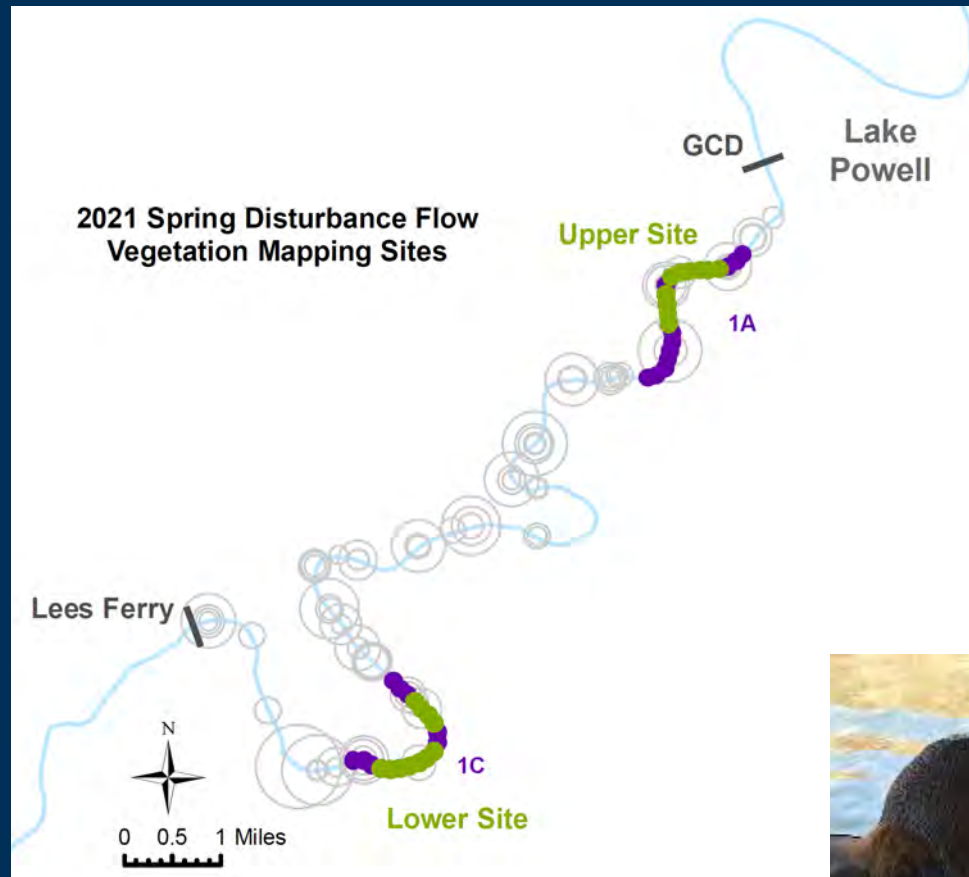 GCD
Lake
Powell
2021 Spring Disturbance Flow
Vegetation Mapping Sites
Upper Site
1A
Lees Ferry
N
1C
Lower Site
0 0.5 1 Miles